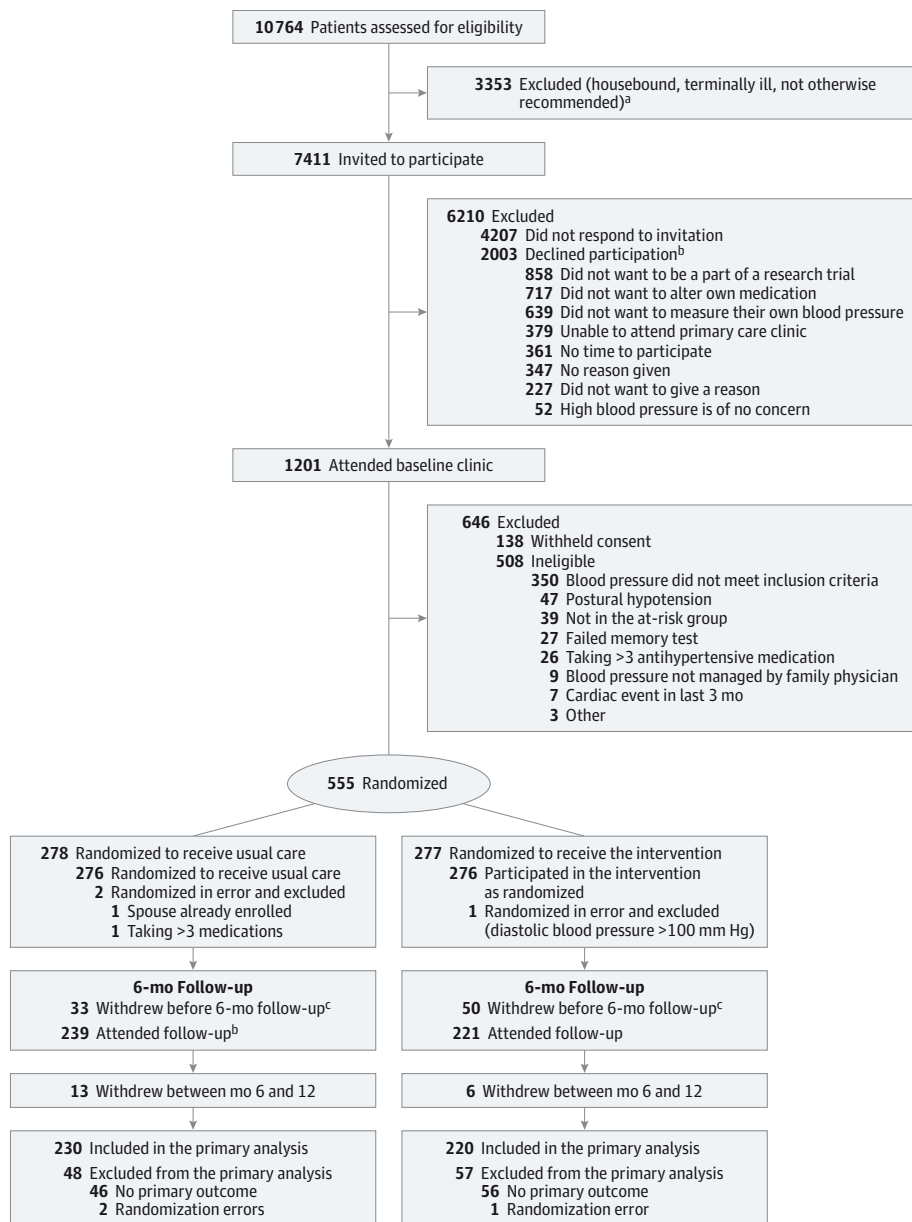 10764 Patients assessed for eligibility
3353 Excluded (housebound, terminally ill, not otherwise
recommended)a
7411 Invited to participate
6210 Excluded
4207 Did not respond to invitation
2003 Declined participationb
858 Did not want to be a part of a research trial
717 Did not want to alter own medication
639 Did not want to measure their own blood pressure
379 Unable to attend primary care clinic
361 No time to participate
347 No reason given
227 Did not want to give a reason
52 High blood pressure is of no concern
1201 Attended baseline clinic
646 Excluded
138 Withheld consent
508 Ineligible
350 Blood pressure did not meet inclusion criteria
47 Postural hypotension
39 Not in the at-risk group
27 Failed memory test
26 Taking >3 antihypertensive medication
9 Blood pressure not managed by family physician
7 Cardiac event in last 3 mo
3 Other
555 Randomized
278 Randomized to receive usual care
276 Randomized to receive usual care
2 Randomized in error and excluded
1 Spouse already enrolled
1 Taking >3 medications
277 Randomized to receive the intervention
276 Participated in the intervention
as randomized
1 Randomized in error and excluded
(diastolic blood pressure >100 mm Hg)
6-mo Follow-up
33 Withdrew before 6-mo follow-upc
239 Attended follow-upb
6-mo Follow-up
50 Withdrew before 6-mo follow-upc
221 Attended follow-up
13 Withdrew between mo 6 and 12
6 Withdrew between mo 6 and 12
230 Included in the primary analysis
48 Excluded from the primary analysis
46 No primary outcome
2 Randomization errors
220 Included in the primary analysis
57 Excluded from the primary analysis
56 No primary outcome
1 Randomization error